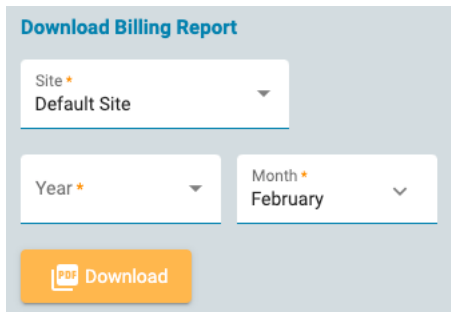 Download Billing Report
Site *
Default Site
Year *
Month *
February
PDF Download